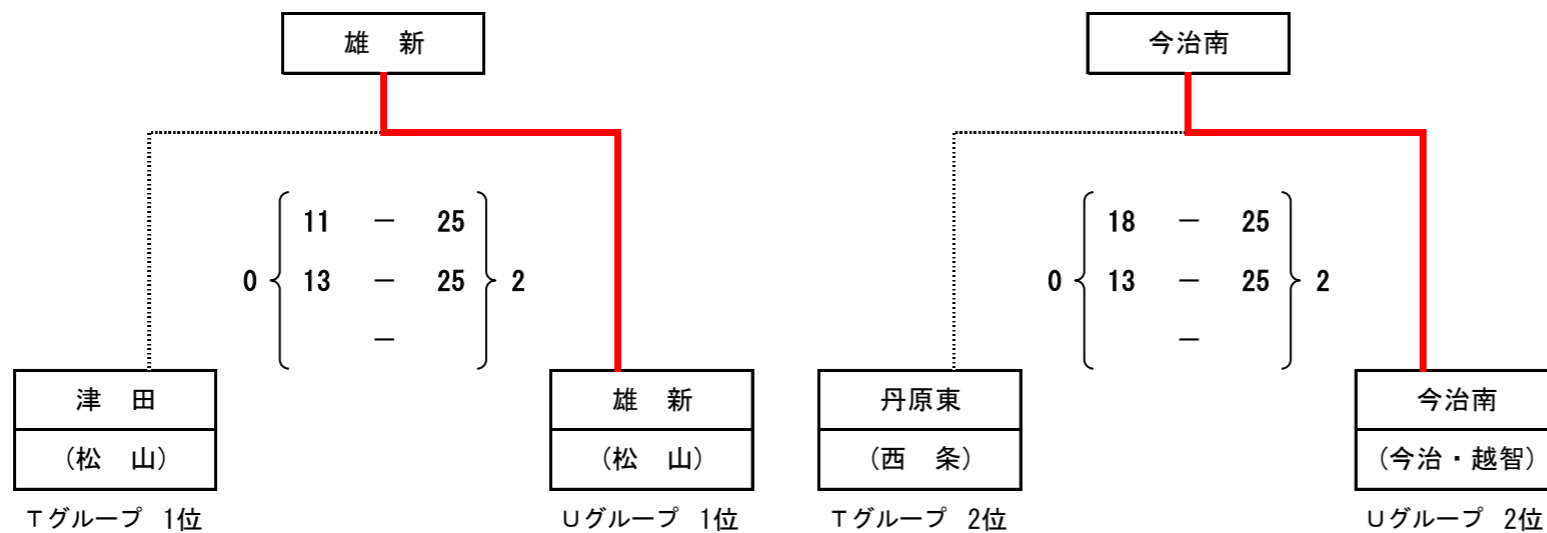 雄　新
今治南
11　－　25
18　－　25
0　13　－　25　2
0　13　－　25　2
－
－
津　田
雄　新
丹原東
今治南
（松　山）
（松　山）
（西　条）
（今治・越智）
Ｔグループ　1位
Ｕグループ　1位
Ｔグループ　2位
Ｕグループ　2位